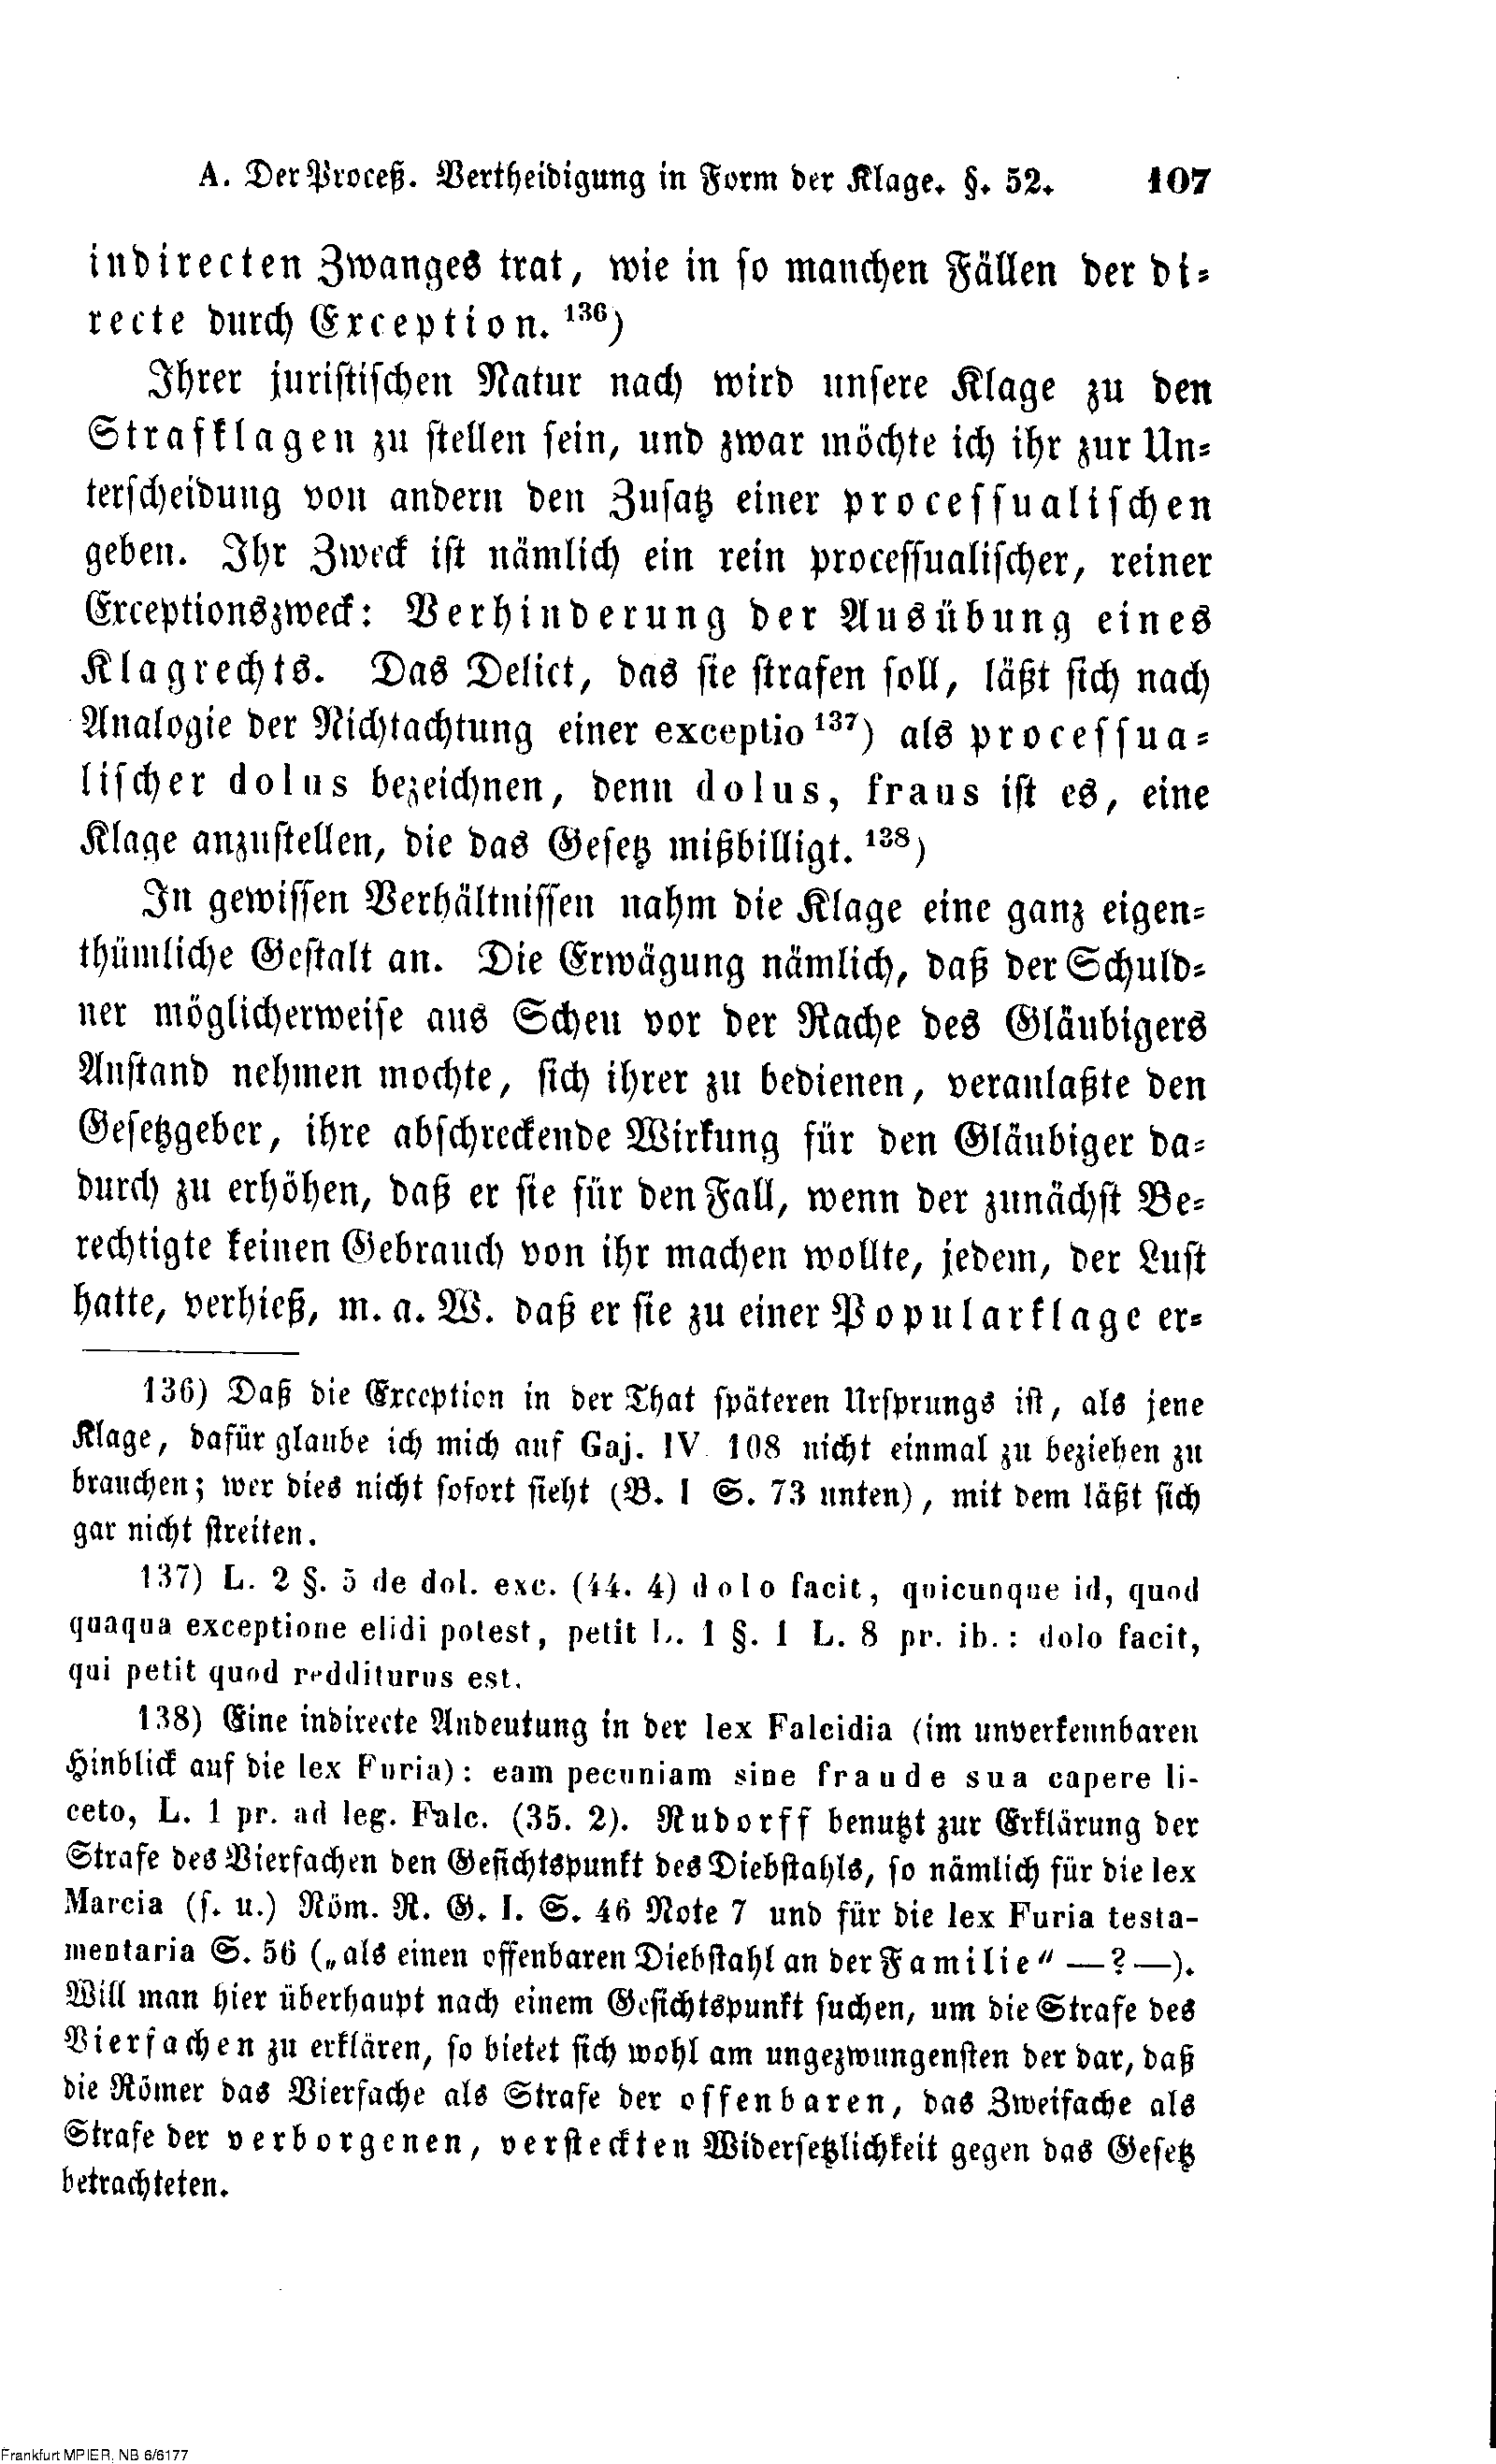 A. Der Proceß. Vertheidigung in Form der Klage. §. 52. 107
indirecten Zwanges trat, wie in so manchen Fällen der di-
recte durch Exception. 136)
Ihrer juristischen Natur nach wird unsere Klage zu den
Strafklagen zu stellen sein, und zwar möchte ich ihr zur Un-
terscheidung von andern den Zusatz einer processualischen
geben. Ihr Zweck ist nämlich ein rein processualischer, reiner
Exceptionszweck: Verhinderung der Ausübung eines
Klagrechts. Das Delict, das sie strafen soll, läßt sich nach
Analogie der Nichtachtung einer exceptio 137) als processua-
lischer dolus bezeichnen, denn dolus, fraus ist es, eine
Klage anzustellen, die das Gesetz mißbilligt. 138)
In gewissen Verhältnissen nahm die Klage eine ganz eigen-
thümliche Gestalt an. Die Erwägung nämlich, daß der Schuld-
ner möglicherweise aus Scheu vor der Rache des Gläubigers
Anstand nehmen mochte, sich ihrer zu bedienen, veranlaßte den
Gesetzgeber, ihre abschreckende Wirkung für den Gläubiger da-
durch zu erhöhen, daß er sie für den Fall, wenn der zunächst Be-
rechtigte keinen Gebrauch von ihr machen wollte, jedem, der Lust
hatte, verhieß, m. a. W. daß er sie zu einer Popularklage er-
136) Daß die Exception in der That späteren Ursprungs ist, als jene
Klage, dafür glaube ich mich auf Gaj. IV 108 nicht einmal zu beziehen zu
brauchen; wer dies nicht sofort sieht (B. I S. 73 unten), mit dem läßt sich
gar nicht streiten.
137) L. 2 §. 5 de dol. exc. (44. 4) dolo facit, quicunque id, quod
quaqua exceptione elidi potest, petit L. 1 §. 1 L. 8 pr. ib.: dolo facit,
qui petit quod redditurus est.
138) Eine indirecte Andeutung in der lex Falcidia (im unverkennbaren
Hinblick auf die lex Furia): eam pecuniam sine fraude sua capere li-
ceto, L. 1 pr. ad leg. Falc. (35. 2). Rudorff benutzt zur Erklärung der
Strafe des Vierfachen den Gesichtspunkt des Diebstahls, so nämlich für die lex
Marcia (s. u.) Röm. R. G. I. S. 46 Note 7 und für die lex Furia testa-
mentaria S. 56 („als einen offenbaren Diebstahl an der Familie“ —?—).
Will man hier überhaupt nach einem Gesichtspunkt suchen, um die Strafe des
Vierfachen zu erklären, so bietet sich wohl am ungezwungensten der dar, daß
die Römer das Vierfache als Strafe der offenbaren, das Zweifache als
Strafe der verborgenen, versteckten Widersetzlichkeit gegen das Gesetz
betrachteten.
Frankfurt MPIER, NB 6/6177